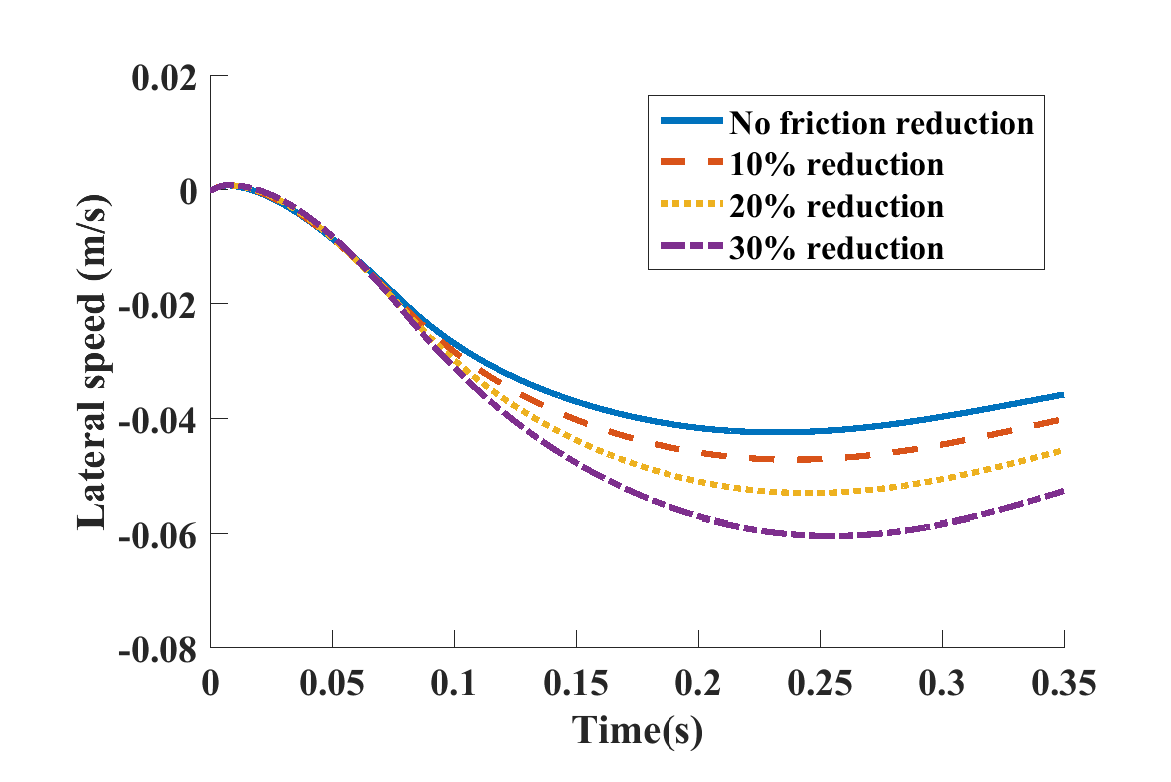 0.02
0
-0.02
-0.04
-0.06
-0.08
Lateral speed (m/s)
No friction reduction
10% reduction
20% reduction
30% reduction
0 0.05 0.1 0.15 0.2 0.25 0.3 0.35
Time(s)